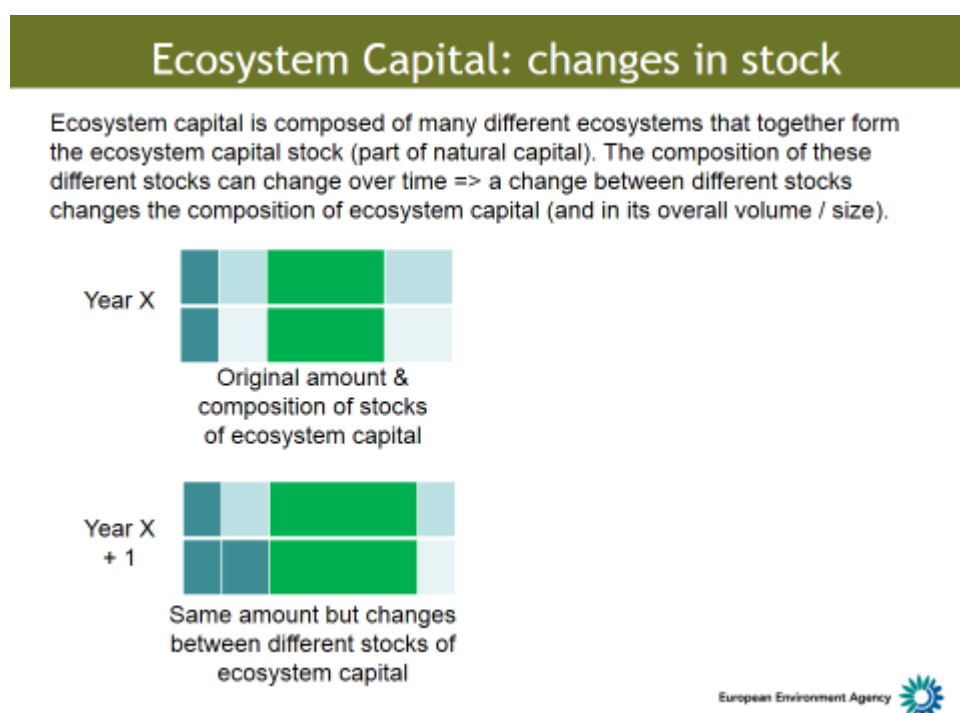 Ecosystem Capital: changes in stock
Ecosystem capital is composed of many different ecosystems that together form
the ecosystem capital stock (part of natural capital). The composition of these
different stocks can change over time => a change between different stocks
changes the composition of ecosystem capital (and in its overall volume / size).
Year X
Original amount &
composition of stocks
of ecosystem capital
Year X
+ 1
Same amount but changes
between different stocks of
ecosystem capital
European Environment Agency